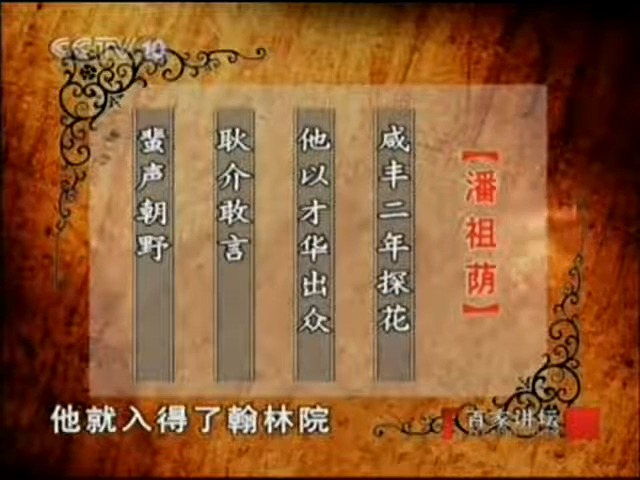 CCTV 10
【潘祖荫】
咸丰二年探花
他以才华出众
耿介敢言
蜚声朝野
他就入得了翰林院
百家讲坛